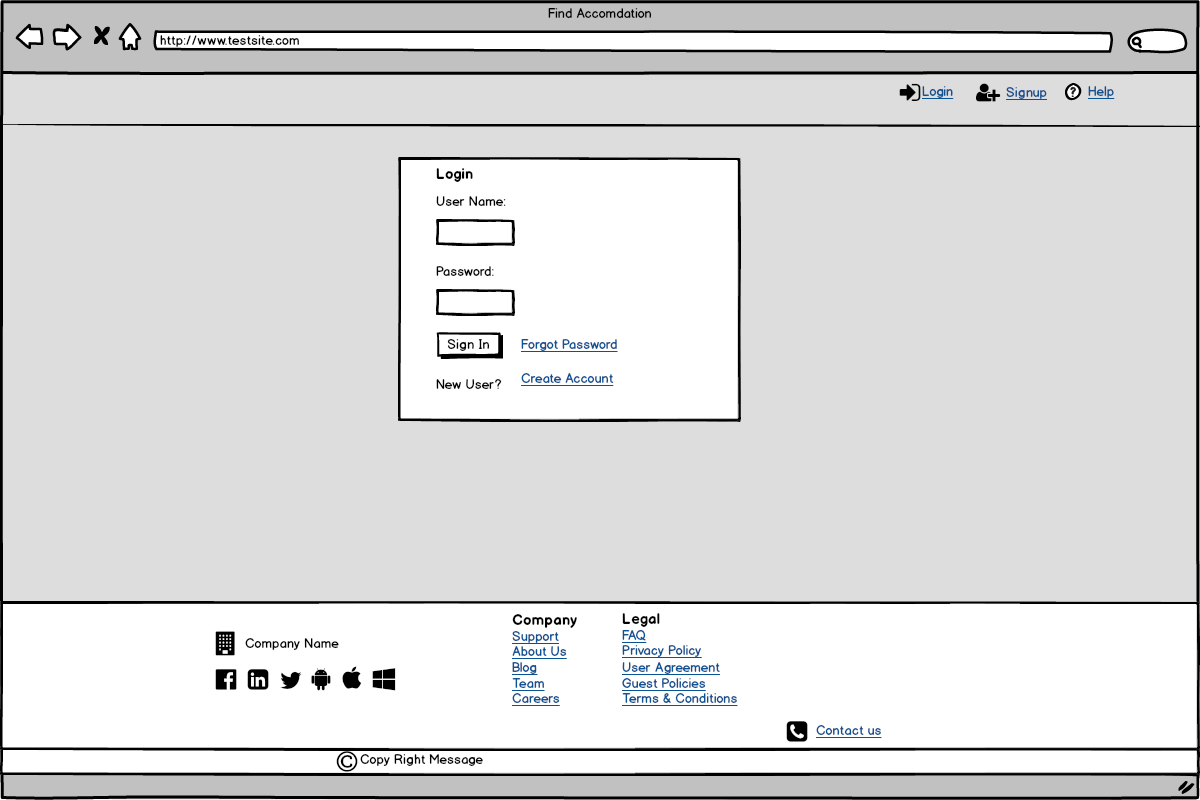 Find Accomdation
http://www.testsite.com
Login Signup Help
Login
User Name:
Password:
Sign In Forgot Password
New User? Create Account
Company Name
Company
Support
About Us
Blog
Team
Careers
Legal
FAQ
Privacy Policy
User Agreement
Guest Policies
Terms & Conditions
Contact us
© Copy Right Message